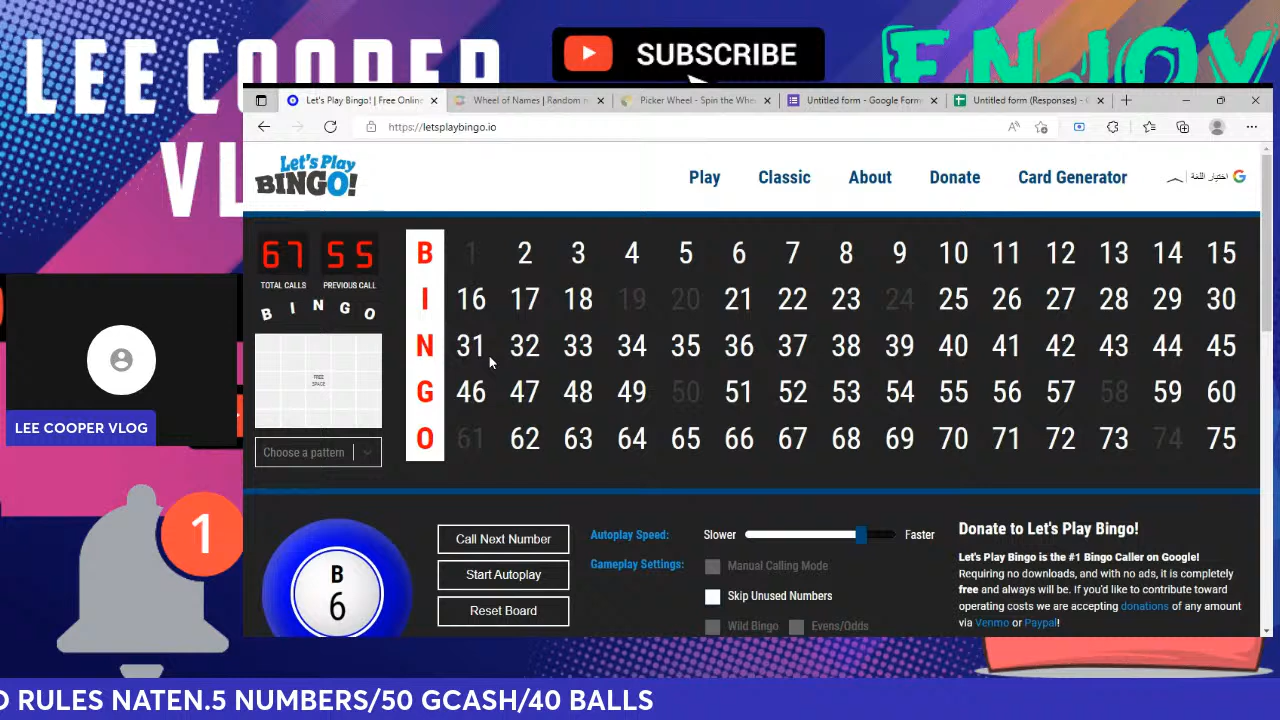 LEE COOPER
VL
SUBSCRIBE
ENJOY
Let's Play Bingo! | Free Online
Wheel of Names | Random
Picker Wheel - Spin the Whe
Untitled form - Google Form
Untitled form (Responses) -
https://letsplaybingo.io
Let's Play
BINGO!
Play
Classic
About
Donate
Card Generator
اختيار اللغة
67 55
TOTAL CALLS PREVIOUS CALL
B I N G O
FREE
SPACE
Choose a pattern
B 1 2 3 4 5 6 7 8 9 10 11 12 13 14 15
I 16 17 18 19 20 21 22 23 24 25 26 27 28 29 30
N 31 32 33 34 35 36 37 38 39 40 41 42 43 44 45
G 46 47 48 49 50 51 52 53 54 55 56 57 58 59 60
O 61 62 63 64 65 66 67 68 69 70 71 72 73 74 75
LEE COOPER VLOG
1
B
6
Call Next Number
Start Autoplay
Reset Board
Autoplay Speed: Slower Faster
Gameplay Settings: Manual Calling Mode
Skip Unused Numbers
Wild Bingo Evens/Odds
Donate to Let's Play Bingo!
Let's Play Bingo is the #1 Bingo Caller on Google!
Requiring no downloads, and with no ads, it is completely
free and always will be. If you'd like to contribute toward
operating costs we are accepting donations of any amount
via Venmo or Paypal!
O RULES NATEN.5 NUMBERS/50 GCASH/40 BALLS